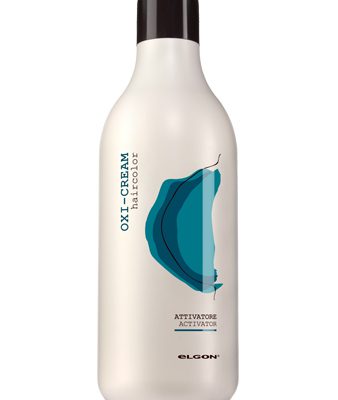 OXI-CREAM
haircolor
ATTIVATORE
ACTIVATOR
eLGON®